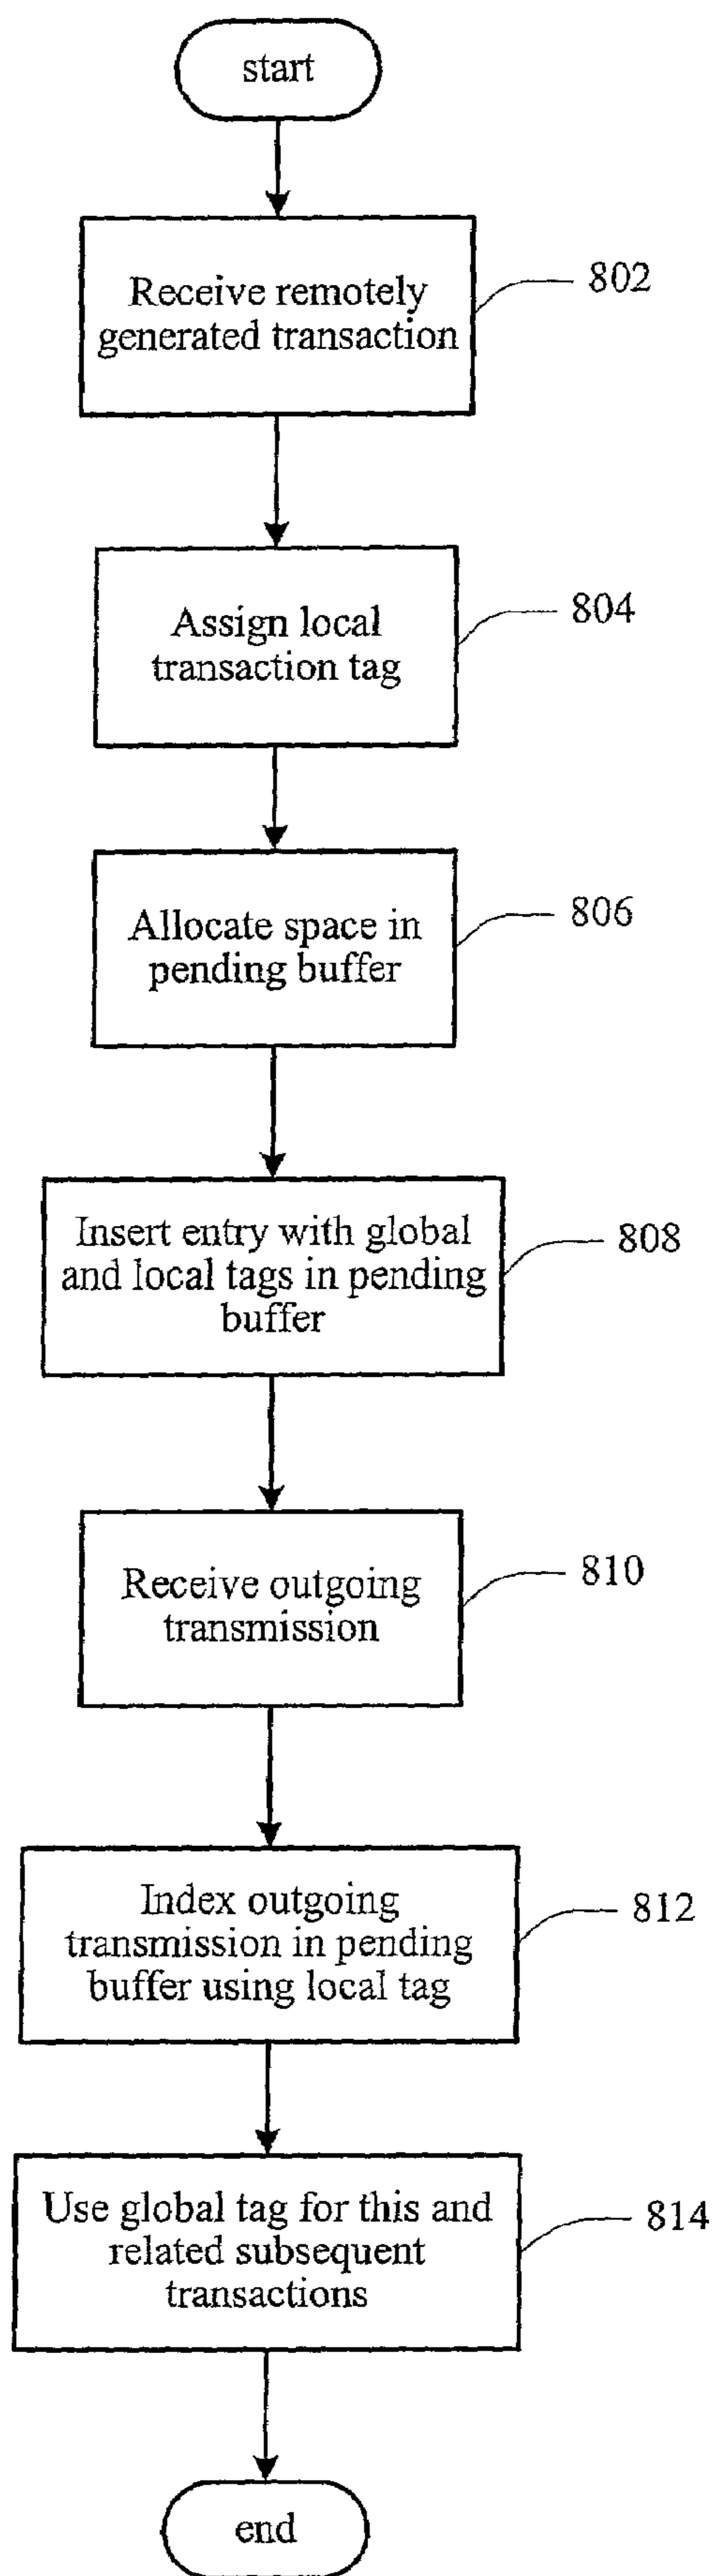 start
Receive remotely
generated transaction
802
Assign local
transaction tag
804
Allocate space in
pending buffer
806
Insert entry with global
and local tags in pending
buffer
808
Receive outgoing
transmission
810
Index outgoing
transmission in pending
buffer using local tag
812
Use global tag for this and
related subsequent
transactions
814
end